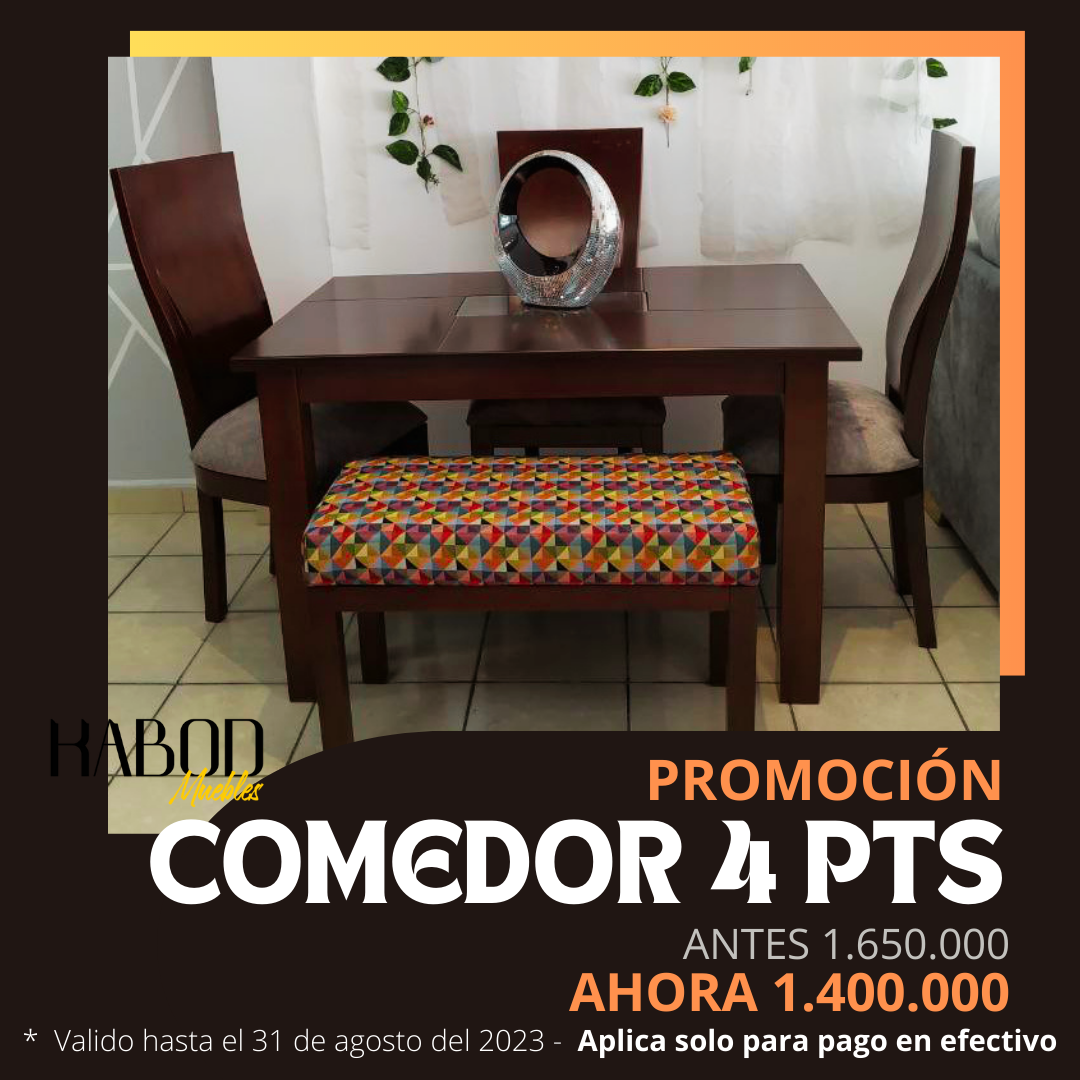 KABOD
Muebles
PROMOCIÓN
COMEDOR 4 PTS
ANTES 1.650.000
AHORA 1.400.000
* Valido hasta el 31 de agosto del 2023 - Aplica solo para pago en efectivo